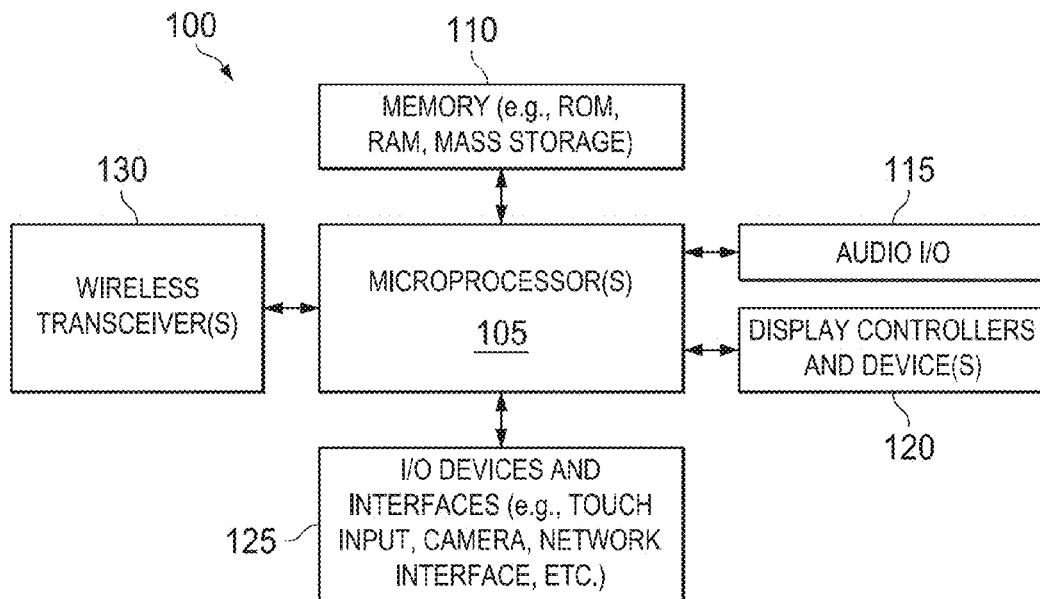 100
110
MEMORY (e.g., ROM,
RAM, MASS STORAGE)
130
115
WIRELESS
TRANSCEIVER(S)
MICROPROCESSOR(S)
105
AUDIO I/O
DISPLAY CONTROLLERS
AND DEVICE(S)
120
I/O DEVICES AND
INTERFACES (e.g., TOUCH
INPUT, CAMERA, NETWORK
INTERFACE, ETC.)
125